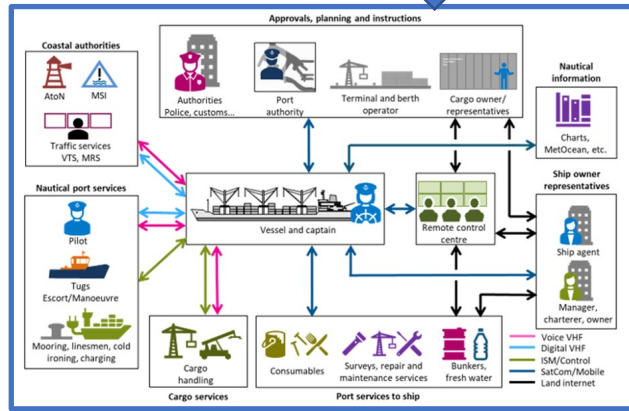 Approvals, planning and instructions
Coastal authorities
AtoN
MSI
Traffic services
VTS, MRS
Authorities
Police, customs...
Port
authority
Terminal and berth
operator
Cargo owner/
representatives
Nautical
information
Charts,
MetOcean, etc.
Nautical port services
Pilot
Tugs
Escort/Manoeuvre
Mooring, linesmen, cold
ironing, charging
Vessel and captain
Remote control
centre
Ship owner
representatives
Ship agent
Manager,
charterer, owner
Cargo
handling
Cargo services
Consumables
Surveys, repair and
maintenance services
Bunkers,
fresh water
Port services to ship
Voice VHF
Digital VHF
ISM/Control
SatCom/Mobile
Land internet